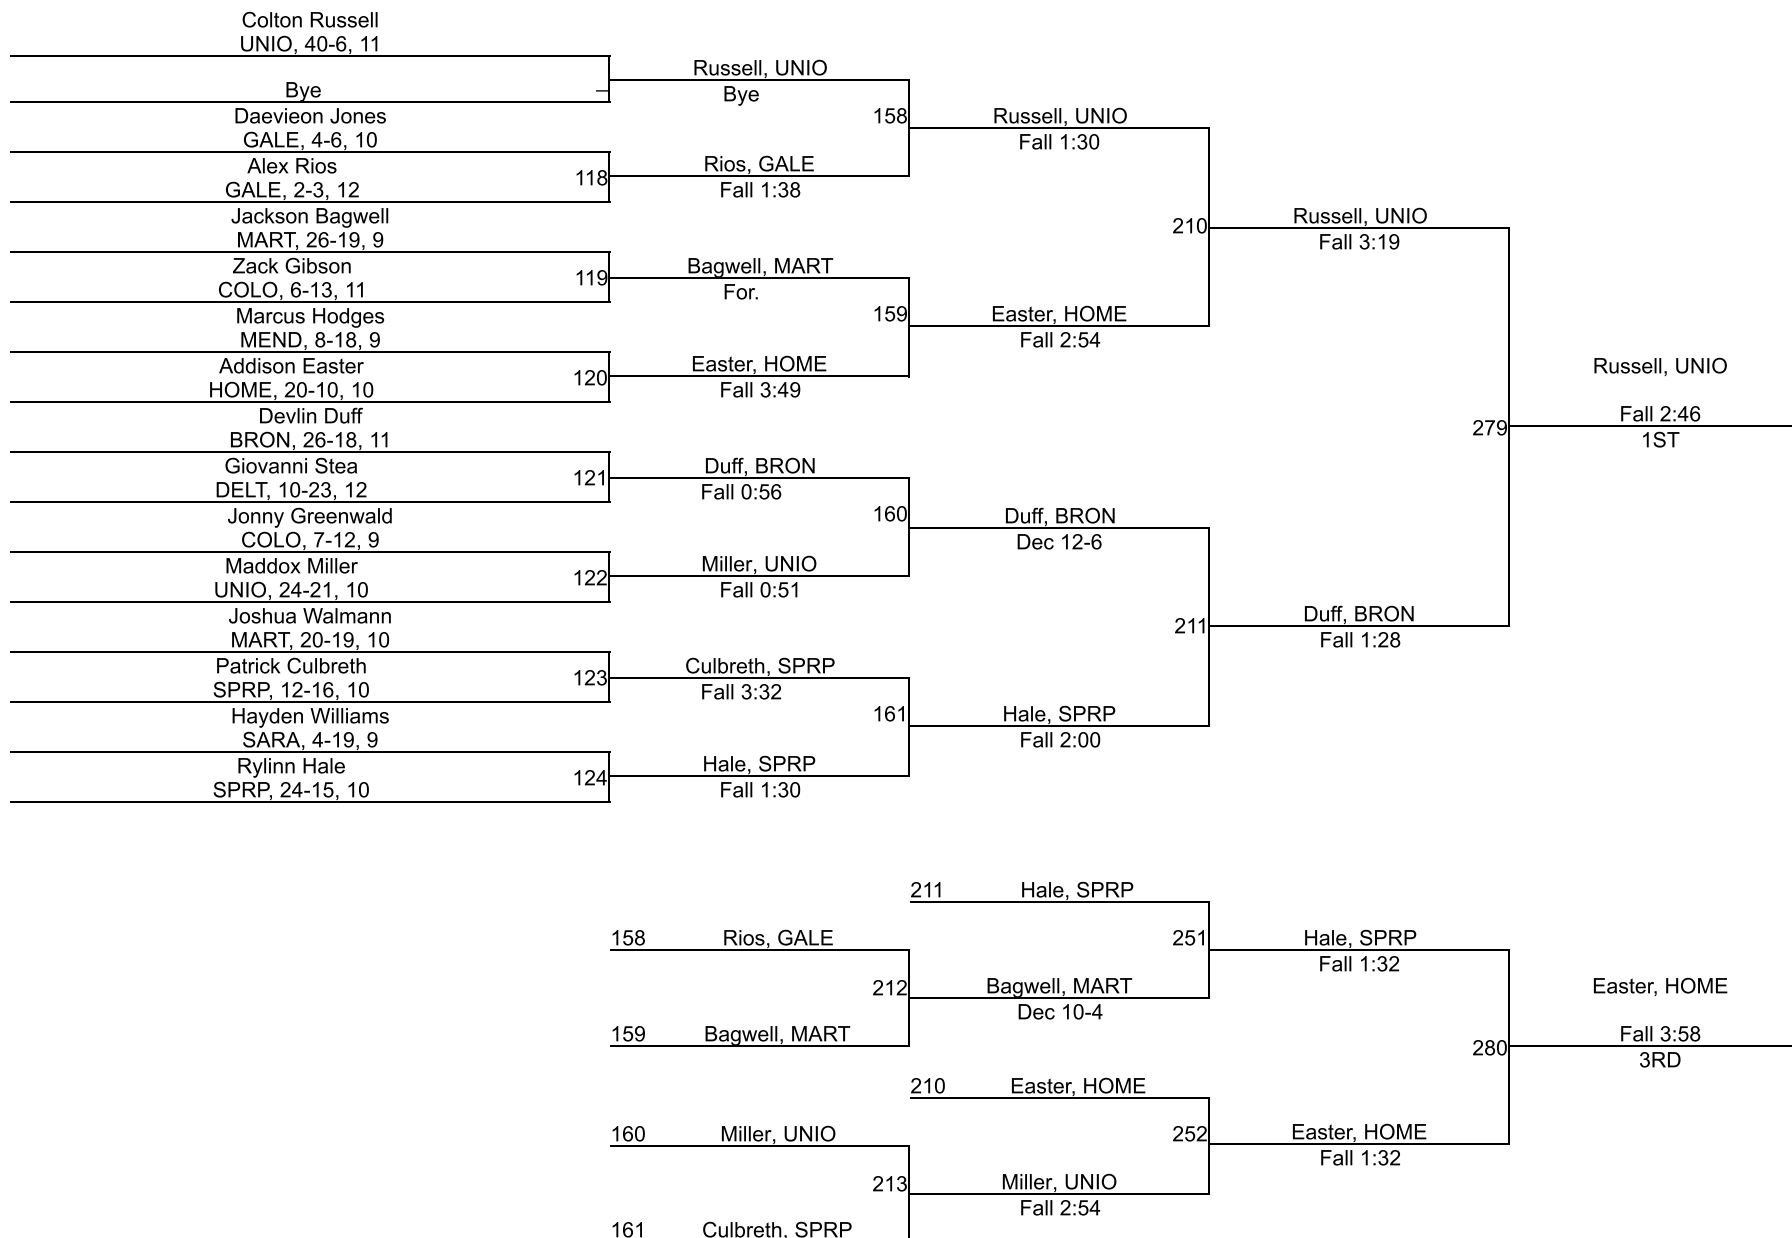 Colton Russell
UNIO, 40-6, 11
Bye
Daevieon Jones
GALE, 4-6, 10
Alex Rios
GALE, 2-3, 12
Jackson Bagwell
MART, 26-19, 9
Zack Gibson
COLO, 6-13, 11
Marcus Hodges
MEND, 8-18, 9
Addison Easter
HOME, 20-10, 10
Devlin Duff
BRON, 26-18, 11
Giovanni Stea
DELT, 10-23, 12
Jonny Greenwald
COLO, 7-12, 9
Maddox Miller
UNIO, 24-21, 10
Joshua Walmann
MART, 20-19, 10
Patrick Culbreth
SPRP, 12-16, 10
Hayden Williams
SARA, 4-19, 9
Rylinn Hale
SPRP, 24-15, 10
118
119
120
121
122
123
124
Russell, UNIO
Bye
Rios, GALE
Fall 1:38
Bagwell, MART
For.
Easter, HOME
Fall 3:49
Duff, BRON
Fall 0:56
Miller, UNIO
Fall 0:51
Culbreth, SPRP
Fall 3:32
Hale, SPRP
Fall 1:30
158
159
160
161
Russell, UNIO
Fall 1:30
Easter, HOME
Fall 2:54
Duff, BRON
Dec 12-6
Hale, SPRP
Fall 2:00
210
211
Russell, UNIO
Fall 3:19
Duff, BRON
Fall 1:28
279
Russell, UNIO
Fall 2:46
1ST
158 Rios, GALE
159 Bagwell, MART
160 Miller, UNIO
161 Culbreth, SPRP
212
213
211 Hale, SPRP
Bagwell, MART
Dec 10-4
210 Easter, HOME
Miller, UNIO
Fall 2:54
251
252
Hale, SPRP
Fall 1:32
Easter, HOME
Fall 1:32
280
Easter, HOME
Fall 3:58
3RD